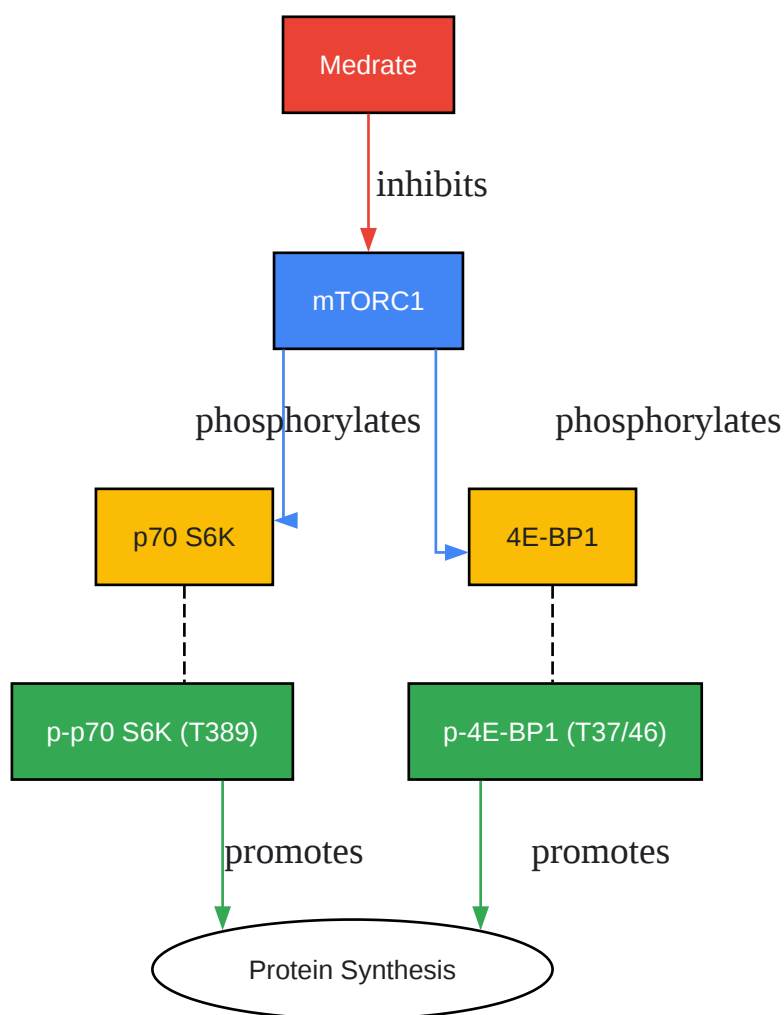 Medrate
inhibits
mTORC1
phosphorylates
phosphorylates
p70 S6K
4E-BP1
p-p70 S6K (T389)
p-4E-BP1 (T37/46)
promotes
promotes
Protein Synthesis